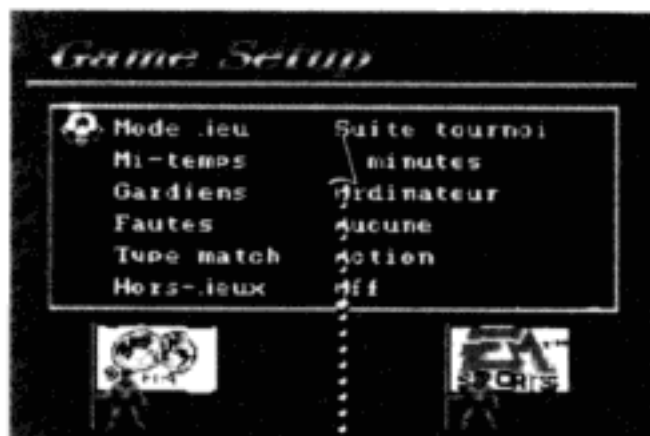 Game Setup
Mode jeu Suite tournoi
Mi-temps minutes
Gardiens Ordinateur
Fautes Aucune
Type match Action
Hors-jeux Off
EA
SPORTS